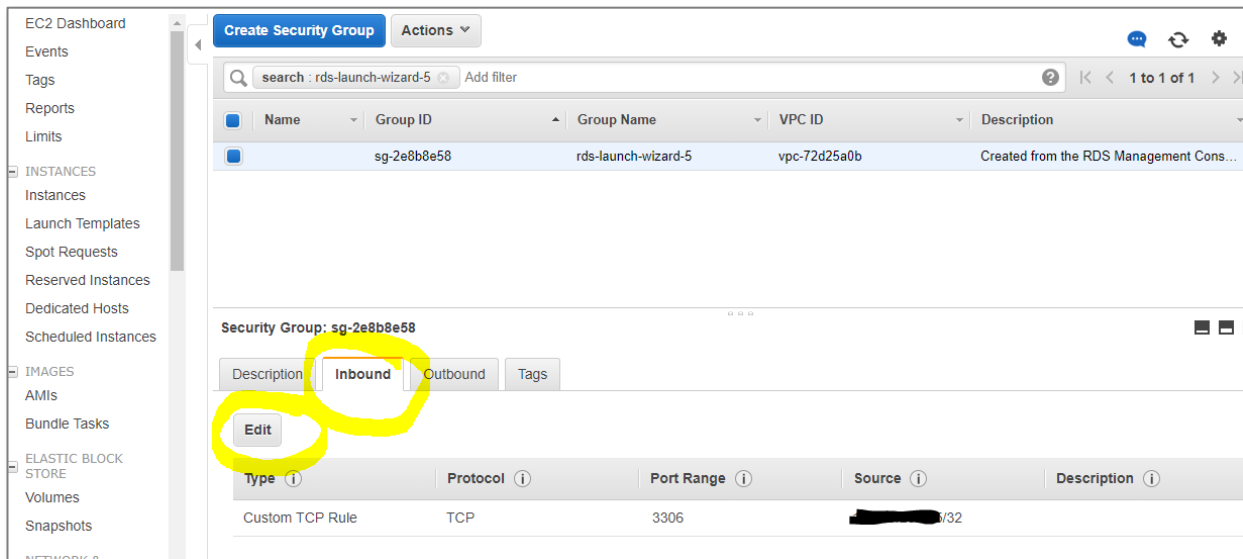 EC2 Dashboard
Events
Tags
Reports
Limits
INSTANCES
Instances
Launch Templates
Spot Requests
Reserved Instances
Dedicated Hosts
Scheduled Instances
IMAGES
AMIs
Bundle Tasks
ELASTIC BLOCK
STORE
Volumes
Snapshots
NETWORK &
Create Security Group Actions
search : rds-launch-wizard-5 Add filter 1 to 1 of 1
Name Group ID Group Name VPC ID Description
sg-2e8b8e58 rds-launch-wizard-5 vpc-72d25a0b Created from the RDS Management Cons...
Security Group: sg-2e8b8e58
Description Inbound Outbound Tags
Edit
Type Protocol Port Range Source Description
Custom TCP Rule TCP 3306 /32